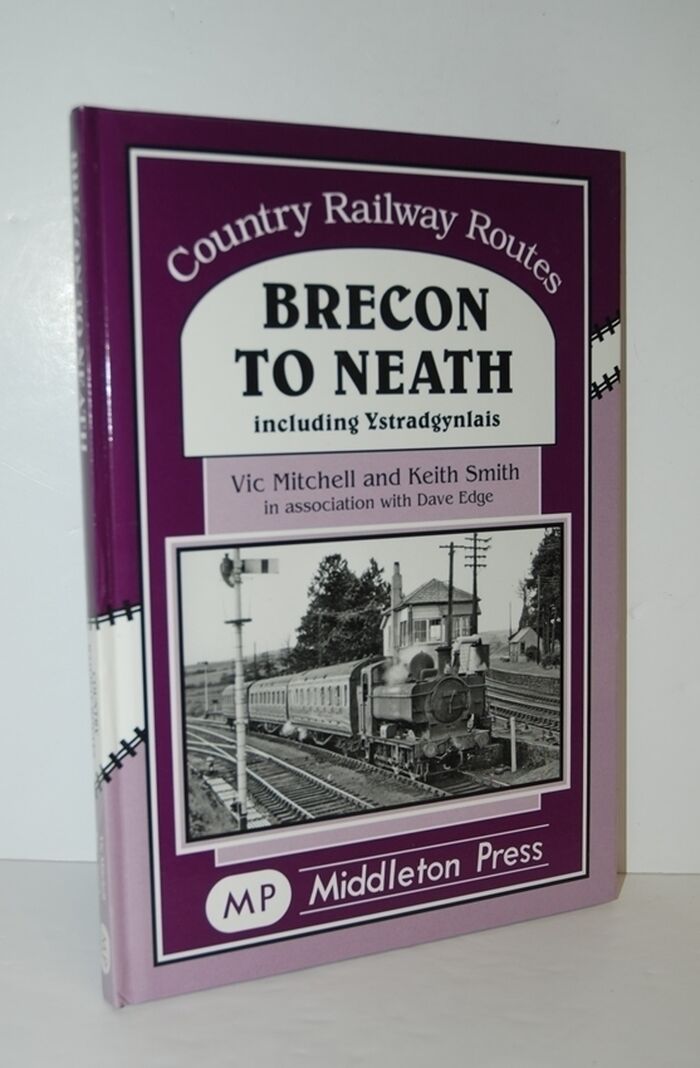 Country Railway Routes
BRECON
TO NEATH
including Ystradgynlais
Vic Mitchell and Keith Smith
in association with Dave Edge
MP Middleton Press